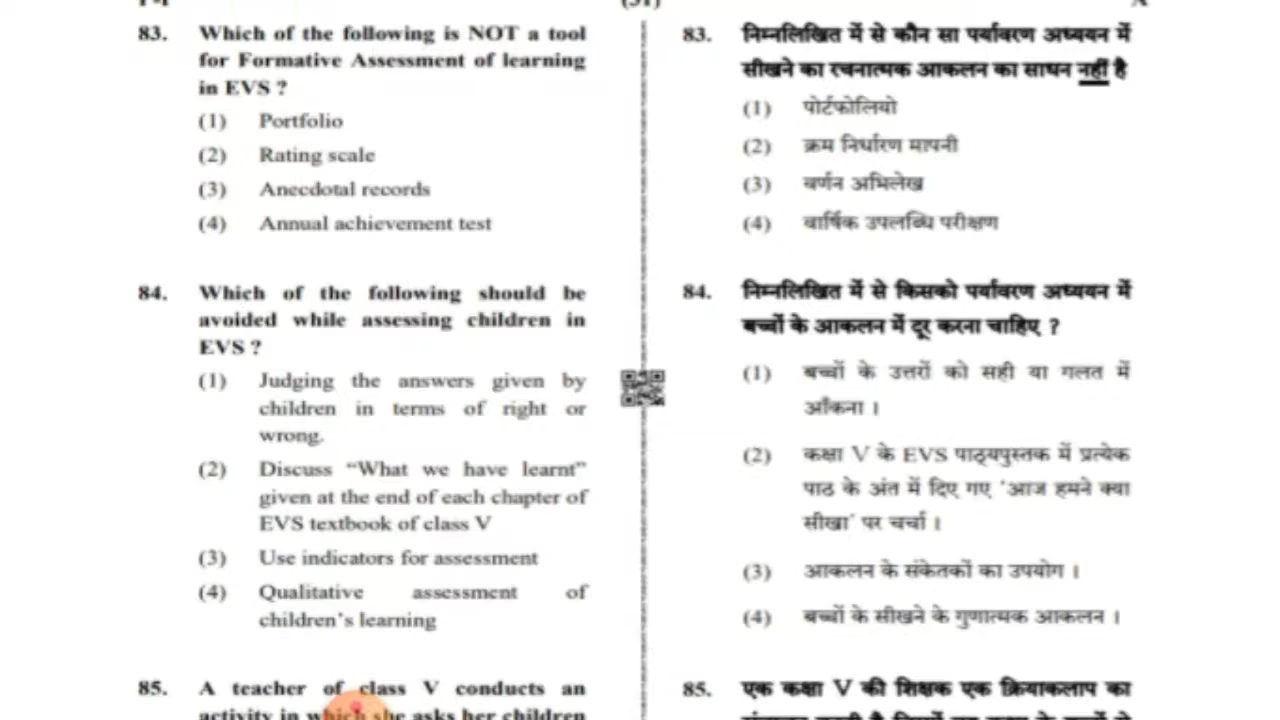 83. Which of the following is NOT a tool
for Formative Assessment of learning
in EVS ?
(1) Portfolio
(2) Rating scale
(3) Anecdotal records
(4) Annual achievement test
84. Which of the following should be
avoided while assessing children in
EVS ?
(1) Judging the answers given by
children in terms of right or
wrong.
(2) Discuss “What we have learnt”
given at the end of each chapter of
EVS textbook of class V
(3) Use indicators for assessment
(4) Qualitative assessment of
children’s learning
85. A teacher of class V conducts an
activity in which she asks her children
83. निम्नलिखित में से कौन सा पर्यावरण अध्ययन में
सीखने का रचनात्मक आकलन का साधन नहीं है
(1) पोर्टफोलियो
(2) क्रम निर्धारण मापनी
(3) वर्णन अभिलेख
(4) वार्षिक उपलब्धि परीक्षण
84. निम्नलिखित में से किसको पर्यावरण अध्ययन में
बच्चों के आकलन में दूर करना चाहिए ?
(1) बच्चों के उत्तरों को सही या गलत में
आँकना ।
(2) कक्षा V के EVS पाठ्यपुस्तक में प्रत्येक
पाठ के अंत में दिए गए ‘आज हमने क्या
सीखा’ पर चर्चा ।
(3) आकलन के संकेतकों का उपयोग ।
(4) बच्चों के सीखने के गुणात्मक आकलन ।
85. एक कक्षा V की शिक्षक एक क्रियाकलाप का